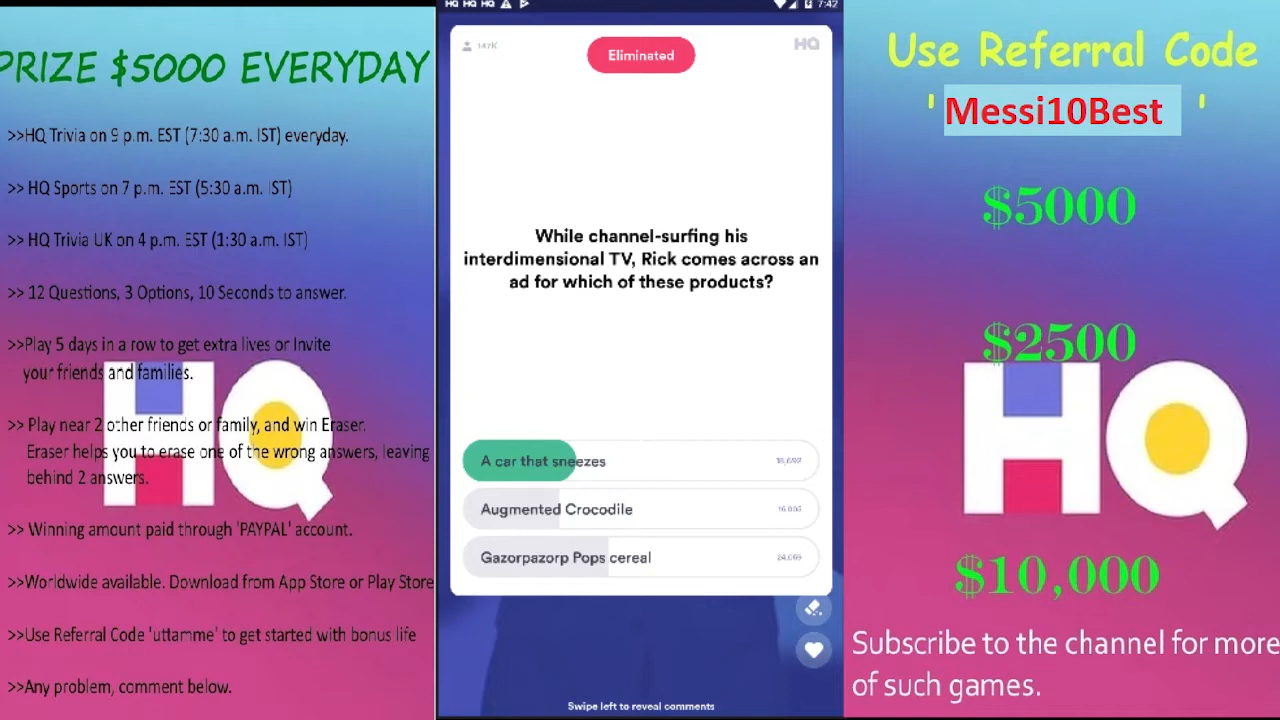 PRIZE $5000 EVERYDAY
>>HQ Trivia on 9 p.m. EST (7:30 a.m. IST) everyday.
>> HQ Sports on 7 p.m. EST (5:30 a.m. IST)
>> HQ Trivia UK on 4 p.m. EST (1:30 a.m. IST)
>> 12 Questions, 3 Options, 10 Seconds to answer.
>>Play 5 days in a row to get extra lives or Invite
your friends and families.
>> Play near 2 other friends or family, and win Eraser.
Eraser helps you to erase one of the wrong answers, leaving
behind 2 answers.
>> Winning amount paid through 'PAYPAL' account.
>>Worldwide available. Download from App Store or Play Store
>>Use Referral Code 'uttamme' to get started with bonus life
>>Any problem, comment below.
HQ
HQ HQ HQ
7:42
147K
Eliminated
HQ
While channel-surfing his
interdimensional TV, Rick comes across an
ad for which of these products?
A car that sneezes
Augmented Crocodile
Gazorpazorp Pops cereal
Swipe left to reveal comments
Use Referral Code
' Messi10Best '
$5000
$2500
HQ
$10,000
Subscribe to the channel for more
of such games.